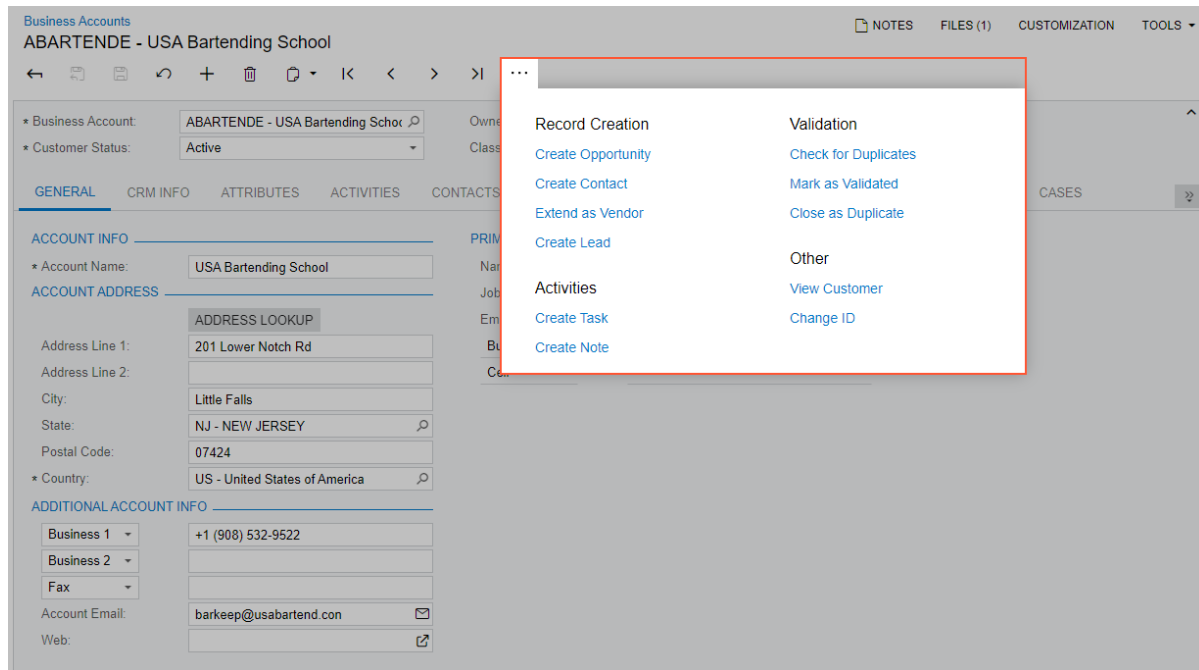 Business Accounts
ABARTENDE - USA Bartending School
NOTES FILES (1) CUSTOMIZATION TOOLS
* Business Account: ABARTENDE - USA Bartending Schoo
* Customer Status: Active
GENERAL CRM INFO ATTRIBUTES ACTIVITIES CONTACTS CASES
ACCOUNT INFO
* Account Name: USA Bartending School
ACCOUNT ADDRESS
ADDRESS LOOKUP
Address Line 1: 201 Lower Notch Rd
Address Line 2:
City: Little Falls
State: NJ - NEW JERSEY
Postal Code: 07424
* Country: US - United States of America
ADDITIONAL ACCOUNT INFO
Business 1 +1 (908) 532-9522
Business 2
Fax
Account Email: barkeep@usabartend.con
Web:
Owne
Class
PRIM
Nar
Job
Em
Bu
...
Record Creation
Create Opportunity
Create Contact
Extend as Vendor
Create Lead
Activities
Create Task
Create Note
Validation
Check for Duplicates
Mark as Validated
Close as Duplicate
Other
View Customer
Change ID